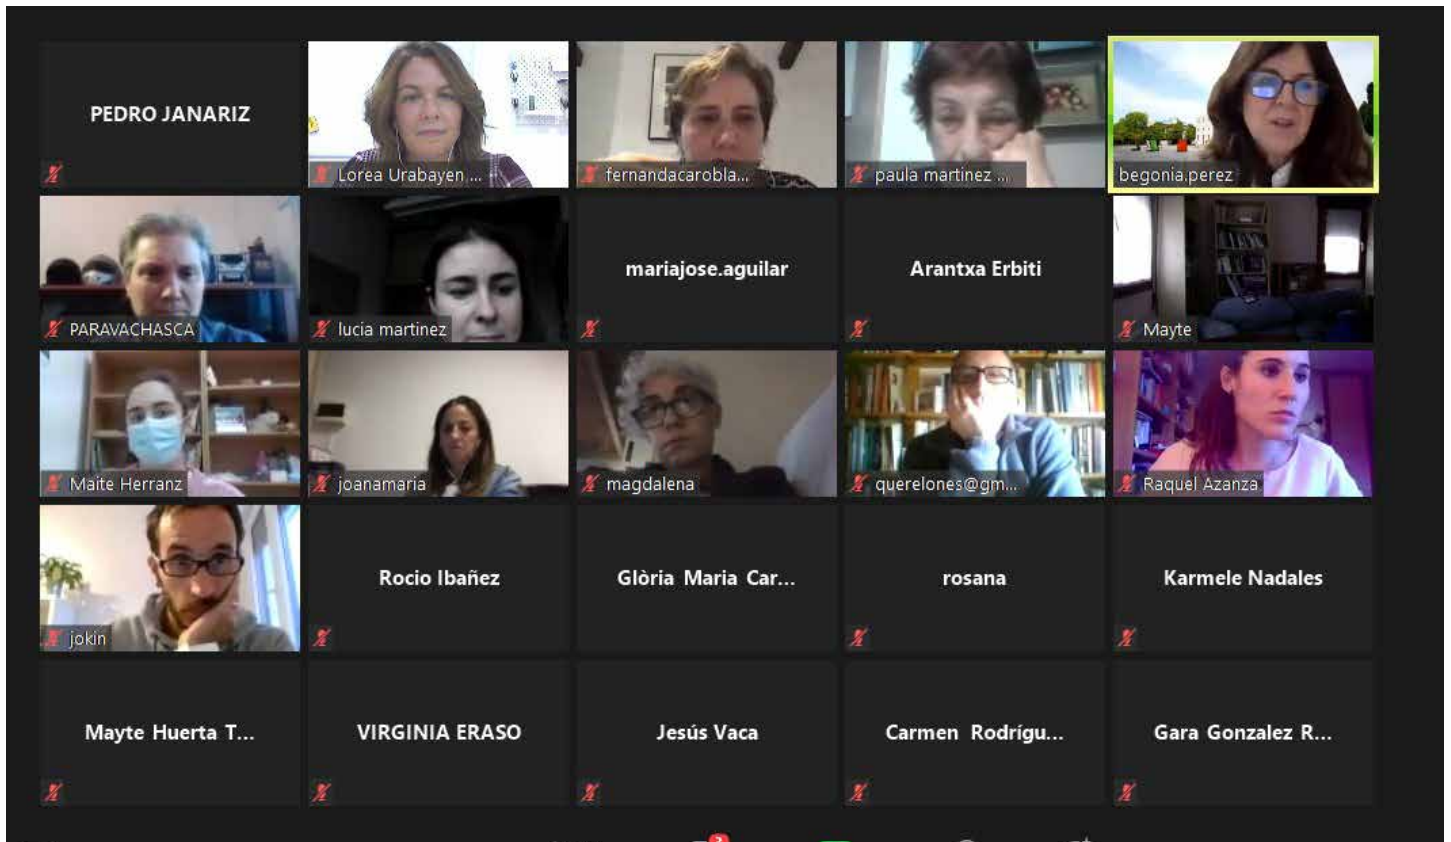 PEDRO JANARIZ
Lorea Urabayen ...
fernandacarobla...
paula martinez ...
begonia.perez
PARAVACHASCA
lucia martinez
mariajose.aguilar
Arantxa Erbiti
Mayte
Maite Herranz
joanamaria
magdalena
querelones@gm...
Raquel Azanza
jokin
Rocio Ibañez
Glòria Maria Car...
rosana
Karmele Nadales
Mayte Huerta T...
VIRGINIA ERASO
Jesús Vaca
Carmen Rodrígu...
Gara Gonzalez R...